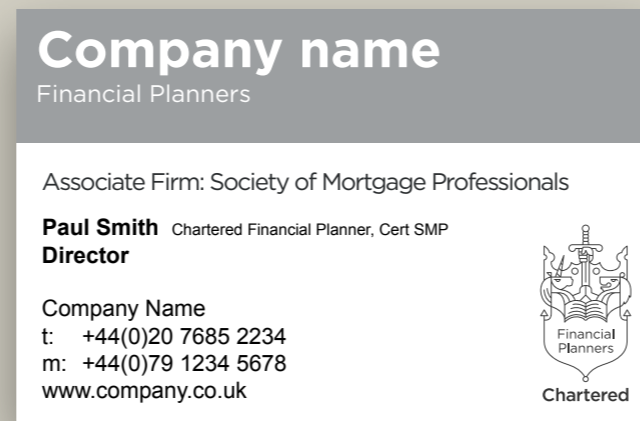 Company name
Financial Planners
Associate Firm: Society of Mortgage Professionals
Paul Smith Chartered Financial Planner, Cert SMP
Director
Company Name
t: +44(0)20 7685 2234
m: +44(0)79 1234 5678
www.company.co.uk
Financial
Planners
Chartered